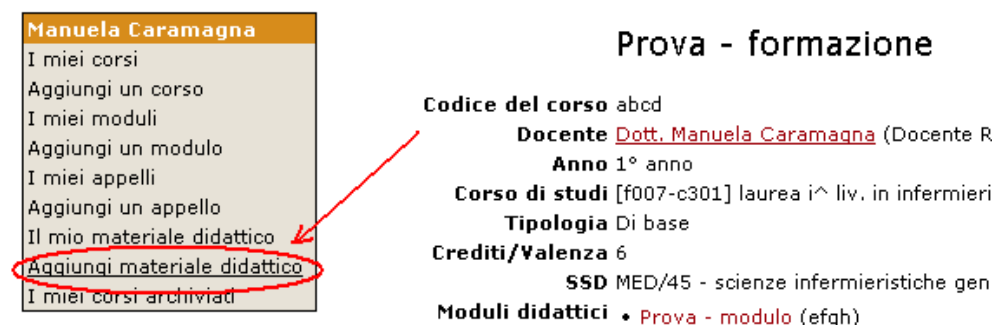 Manuela Caramagna
I miei corsi
Aggiungi un corso
I miei moduli
Aggiungi un modulo
I miei appelli
Aggiungi un appello
Il mio materiale didattico
Aggiungi materiale didattico
I miei corsi archiviati
Prova - formazione
Codice del corso abcd
Docente Dott. Manuela Caramagna (Docente R
Anno 1° anno
Corso di studi [f007-c301] laurea i^ liv. in infermieri
Tipologia Di base
Crediti/Valenza 6
SSD MED/45 - scienze infermieristiche gen
Moduli didattici • Prova - modulo (efgh)